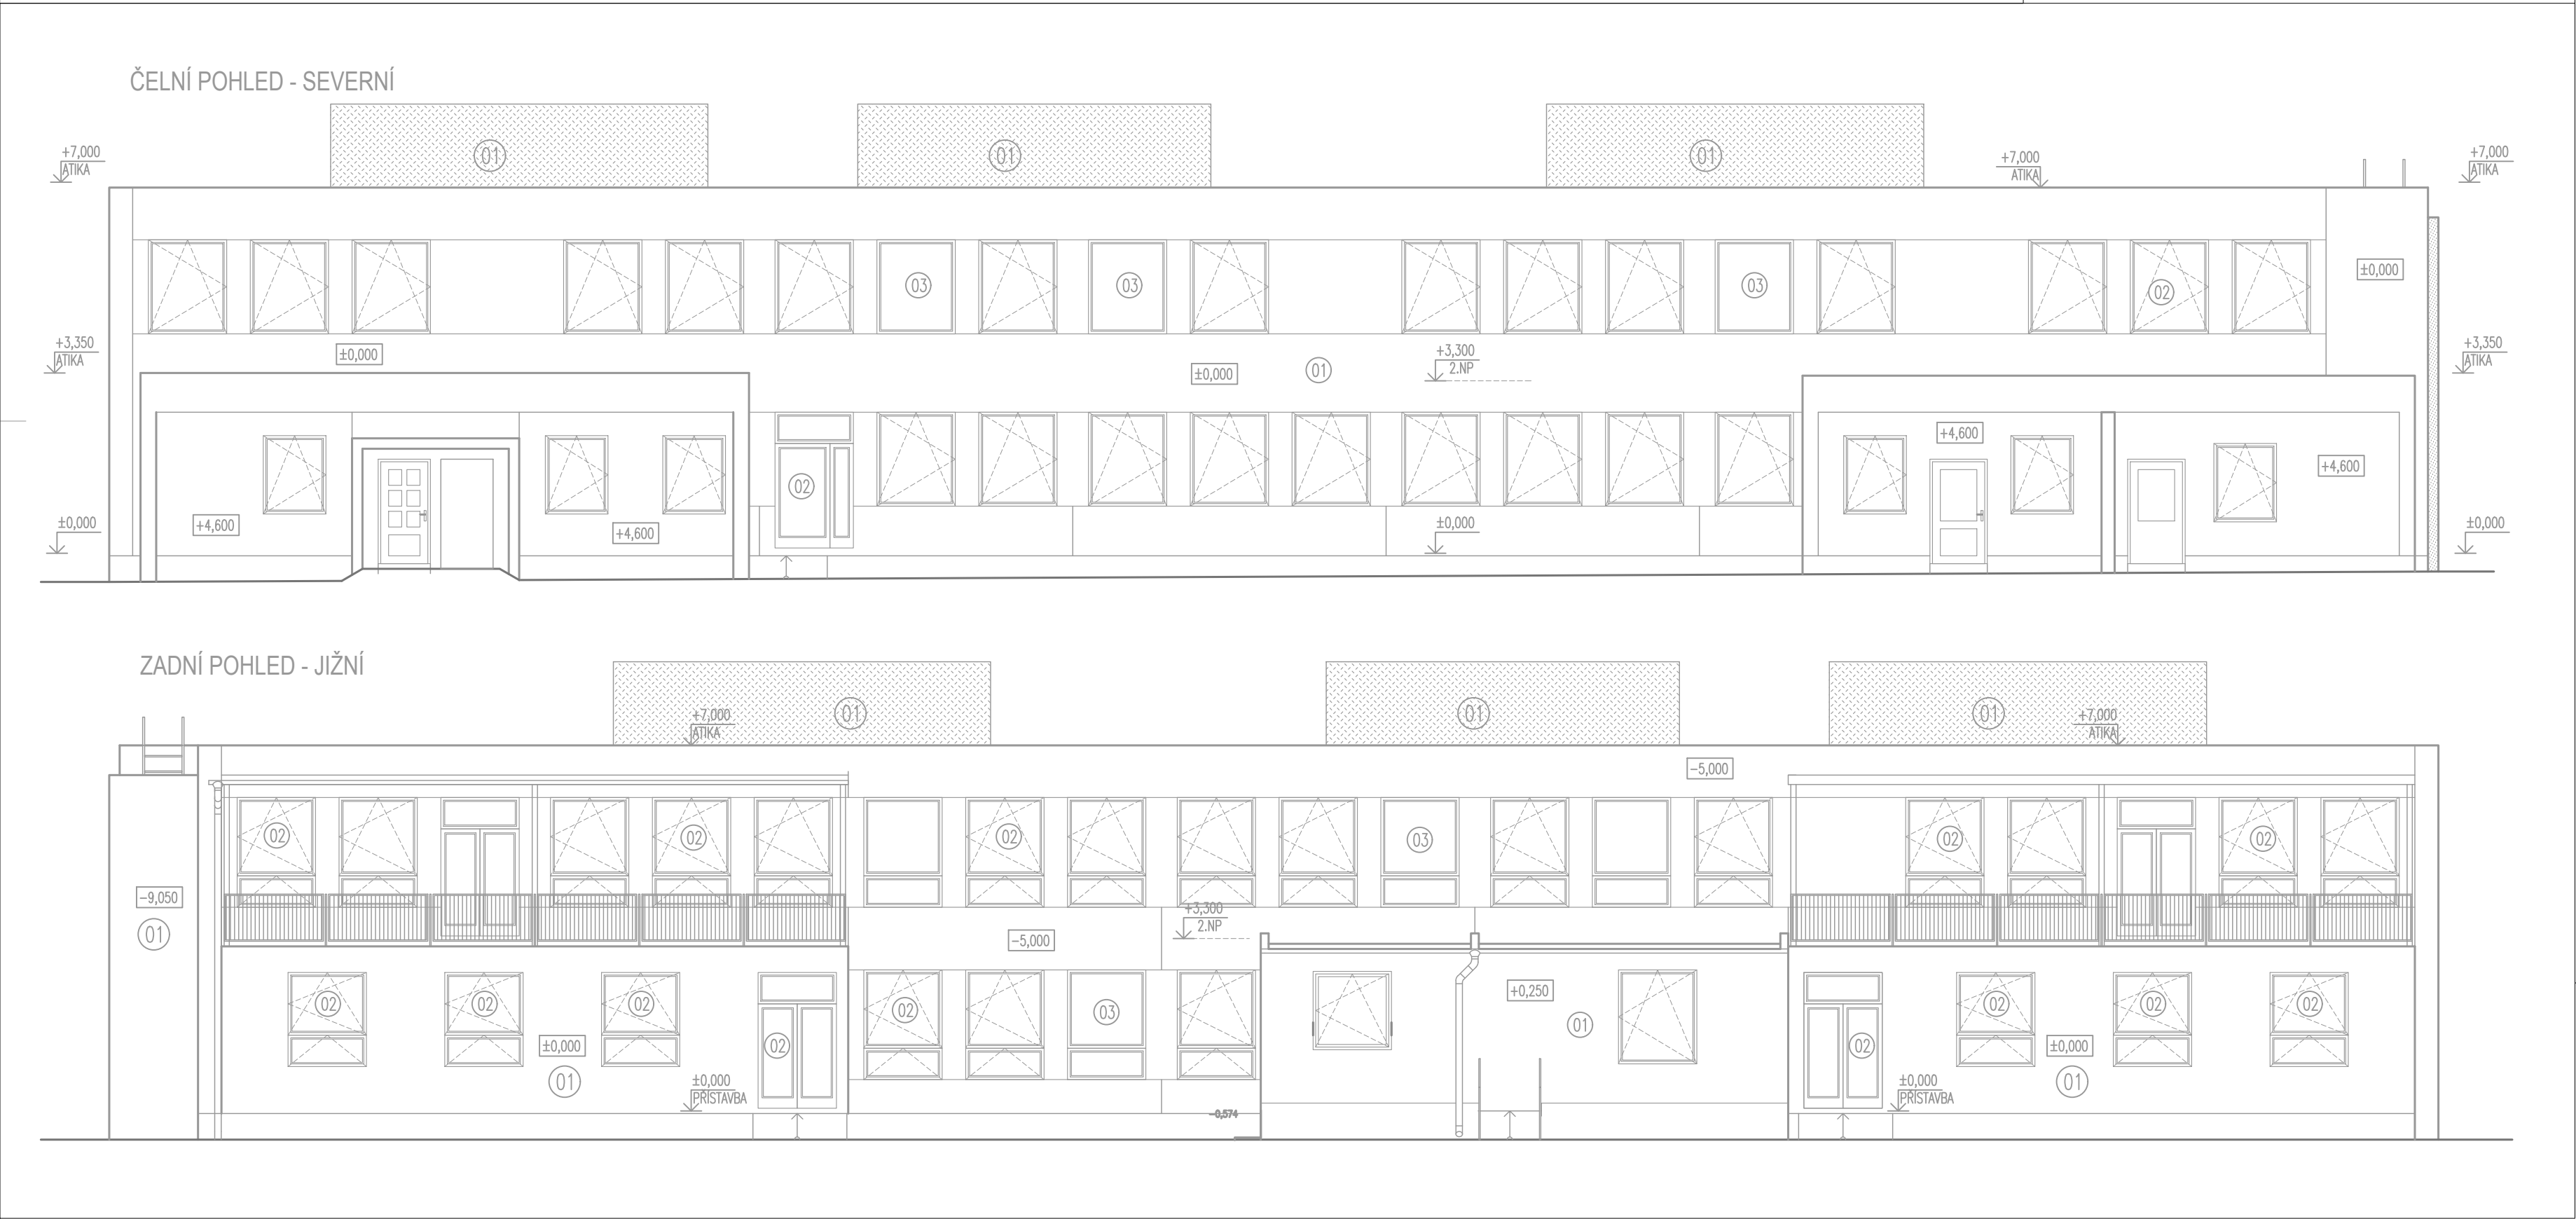 ČELNÍ POHLED - SEVERNÍ
01 01 01
+7,000 +7,000 +7,000
ATIKA ATIKA ATIKA
03 03 03 02 ±0,000
+3,350 ±0,000 ±0,000 01 +3,300 +3,350
ATIKA 2.NP ATIKA
+4,600 +4,600
02
±0,000 +4,600 +4,600 ±0,000 ±0,000
ZADNÍ POHLED - JIŽNÍ
01 01 01
+7,000 +7,000
ATIKA ATIKA
-5,000
02 02 02 03 02 02
-9,050
01
+3,300
2.NP
-5,000
+0,250
02 02 02 02 03 01 02 02 02
±0,000 02 02 ±0,000
01 01
±0,000 ±0,000
PŘÍSTAVBA PŘÍSTAVBA
-0,574